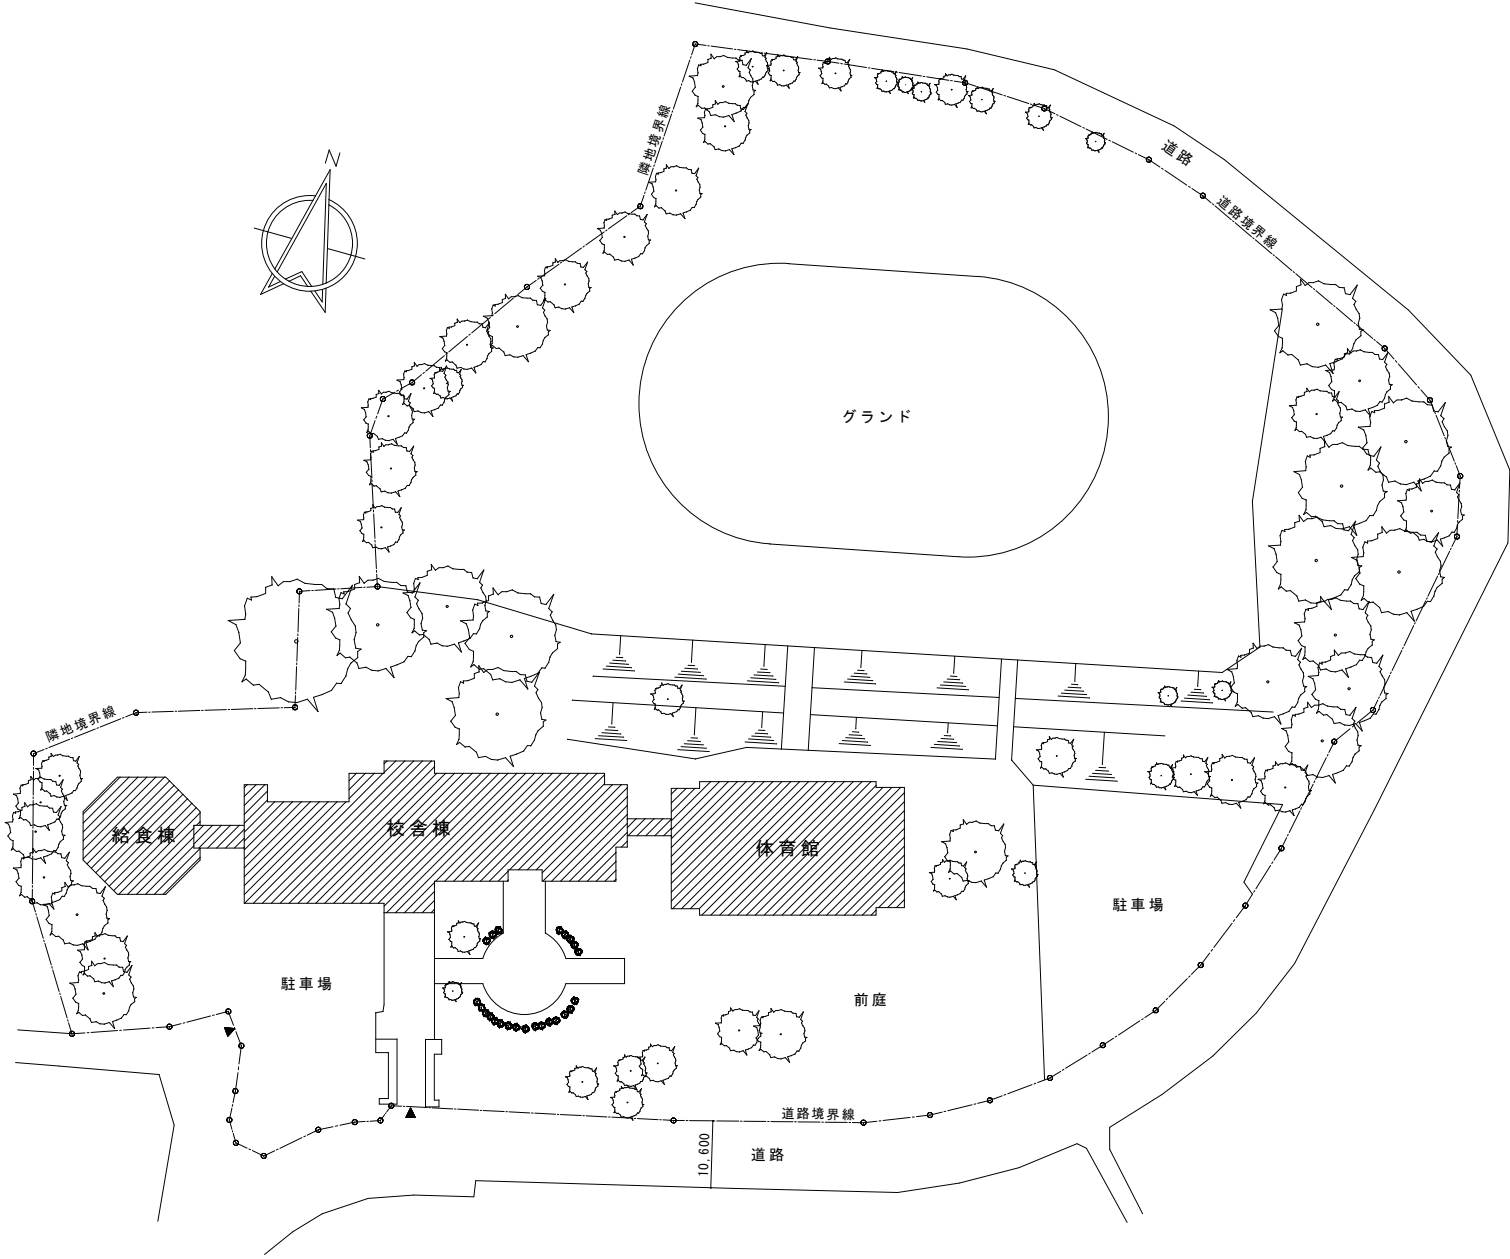 N
隣地境界線
道路
道路境界線
グランド
隣地境界線
給食棟
校舎棟
体育館
駐車場
駐車場
前庭
道路境界線
10,600
道路